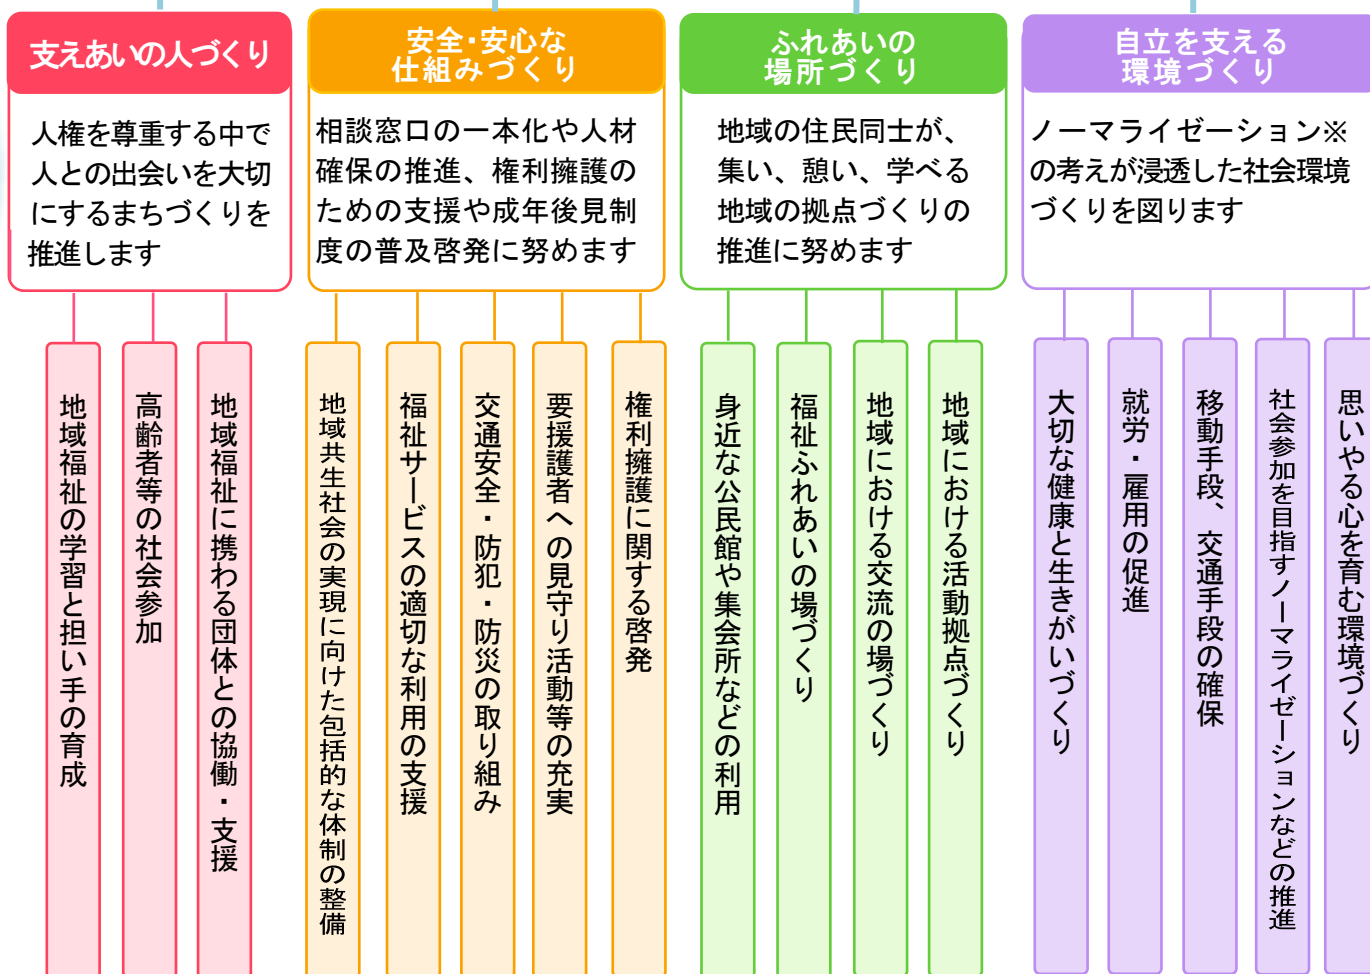 支えあいの人づくり
人権を尊重する中で
人との出会いを大切
にするまちづくりを
推進します
地域福祉の学習と担い手の育成
高齢者等の社会参加
地域福祉に携わる団体との協働・支援
安全・安心な
仕組みづくり
相談窓口の一本化や人材
確保の推進、権利擁護の
ための支援や成年後見制
度の普及啓発に努めます
地域共生社会の実現に向けた包括的な体制の整備
福祉サービスの適切な利用の支援
交通安全・防犯・防災の取り組み
要援護者への見守り活動等の充実
権利擁護に関する啓発
ふれあいの
場所づくり
地域の住民同士が、
集い、憩い、学べる
地域の拠点づくりの
推進に努めます
身近な公民館や集会所などの利用
福祉ふれあいの場づくり
地域における交流の場づくり
地域における活動拠点づくり
自立を支える
環境づくり
ノーマライゼーション※
の考えが浸透した社会環境
づくりを図ります
大切な健康と生きがいづくり
就労・雇用の促進
移動手段、交通手段の確保
社会参加を目指すノーマライゼーションなどの推進
思いやる心を育む環境づくり